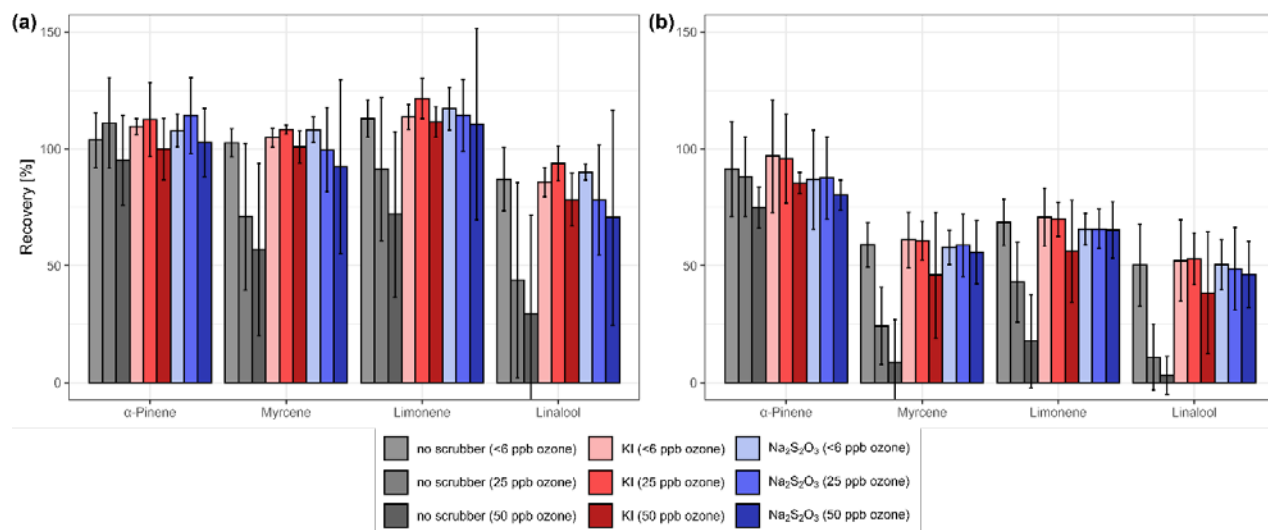 (a)
(b)
Recovery [%]
150
100
50
0
150
100
50
0
α-Pinene Myrcene Limonene Linalool
α-Pinene Myrcene Limonene Linalool
no scrubber (<6 ppb ozone) KI (<6 ppb ozone) Na₂S₂O₃ (<6 ppb ozone)
no scrubber (25 ppb ozone) KI (25 ppb ozone) Na₂S₂O₃ (25 ppb ozone)
no scrubber (50 ppb ozone) KI (50 ppb ozone) Na₂S₂O₃ (50 ppb ozone)